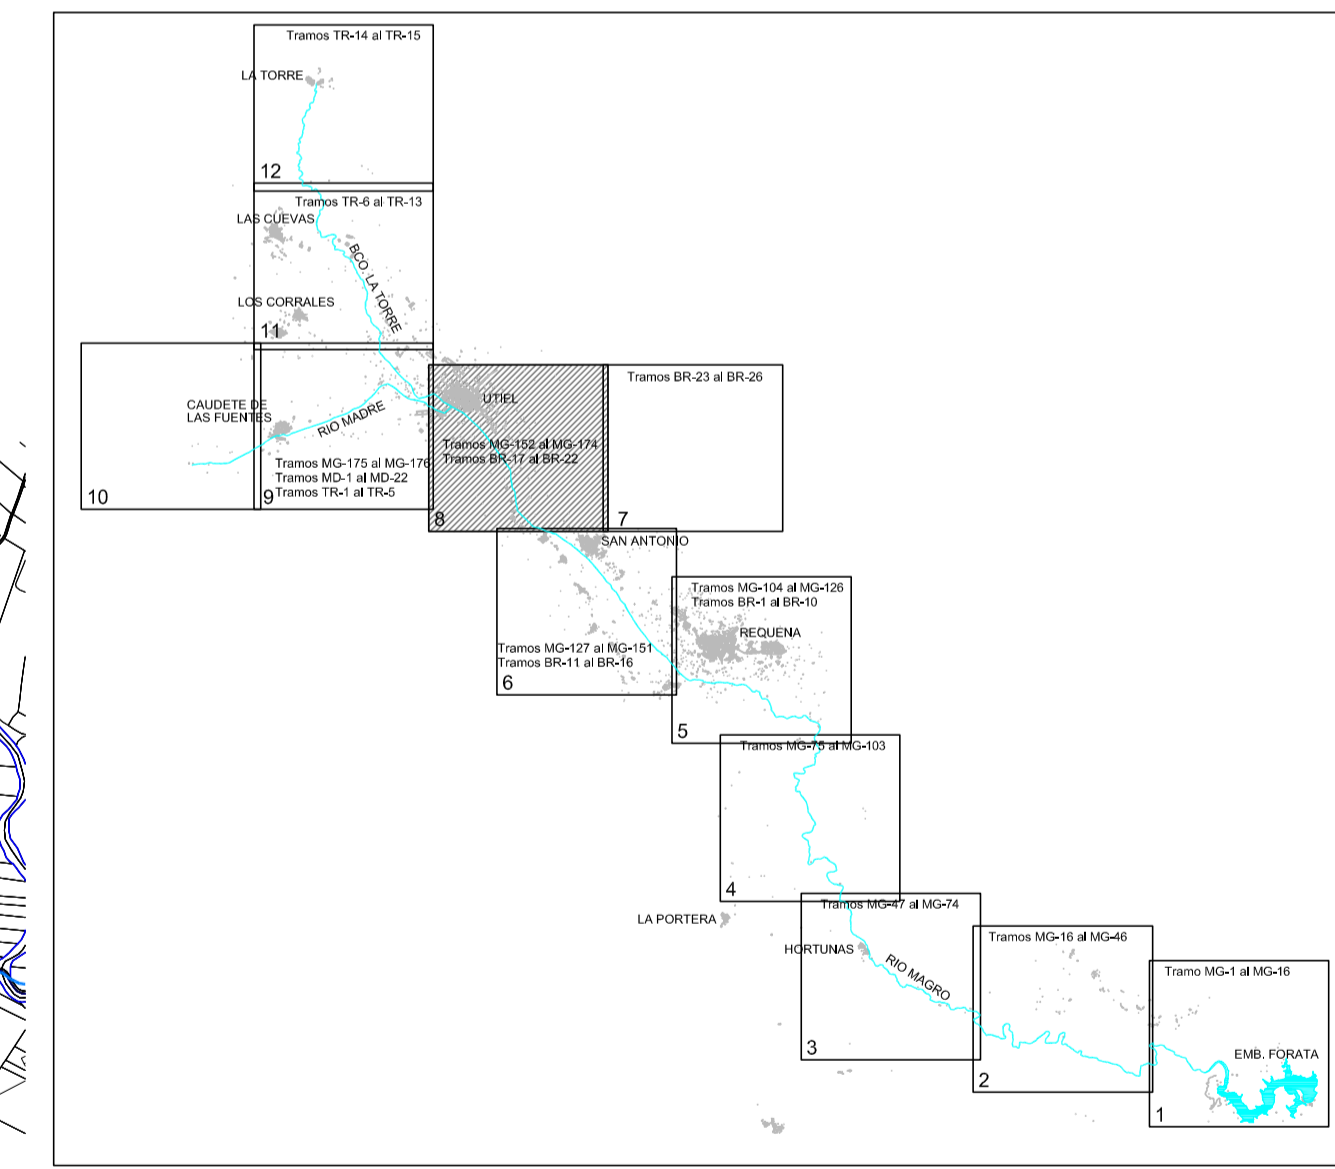 Tramos TR-14 al TR-15
LA TORRE
12
Tramos TR-6 al TR-13
LAS CUEVAS
BCO. LA TORRE
LOS CORRALES
11
CAUDETE DE
LAS FUENTES
RIO MADRE
10
Tramos MG-175 al MG-176
Tramos MD-1 al MD-22
Tramos TR-1 al TR-5
9
UTIEL
Tramos MG-152 al MG-174
Tramos BR-17 al BR-22
8
Tramos BR-23 al BR-26
7
SAN ANTONIO
Tramos MG-127 al MG-151
Tramos BR-11 al BR-16
6
Tramos MG-104 al MG-126
Tramos BR-1 al BR-10
REQUENA
5
Tramos MG-75 al MG-103
4
LA PORTERA
Tramos MG-47 al MG-74
HORTUNAS
RIO MAGRO
3
Tramos MG-16 al MG-46
2
Tramo MG-1 al MG-16
EMB. FORATA
1